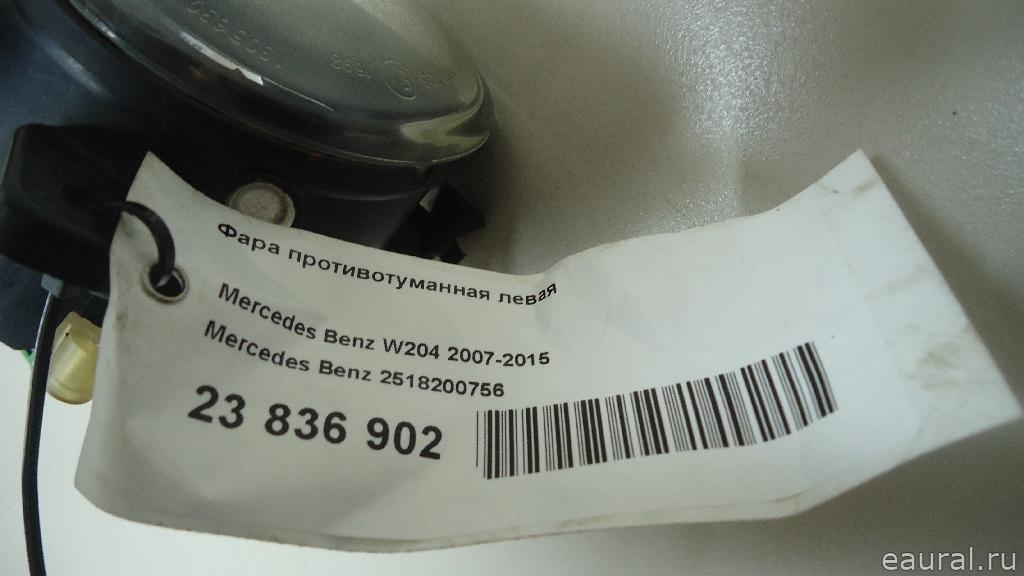 Фара противотуманная левая
Mercedes Benz W204 2007-2015
Mercedes Benz 2518200756
23 836 902
eaural.ru